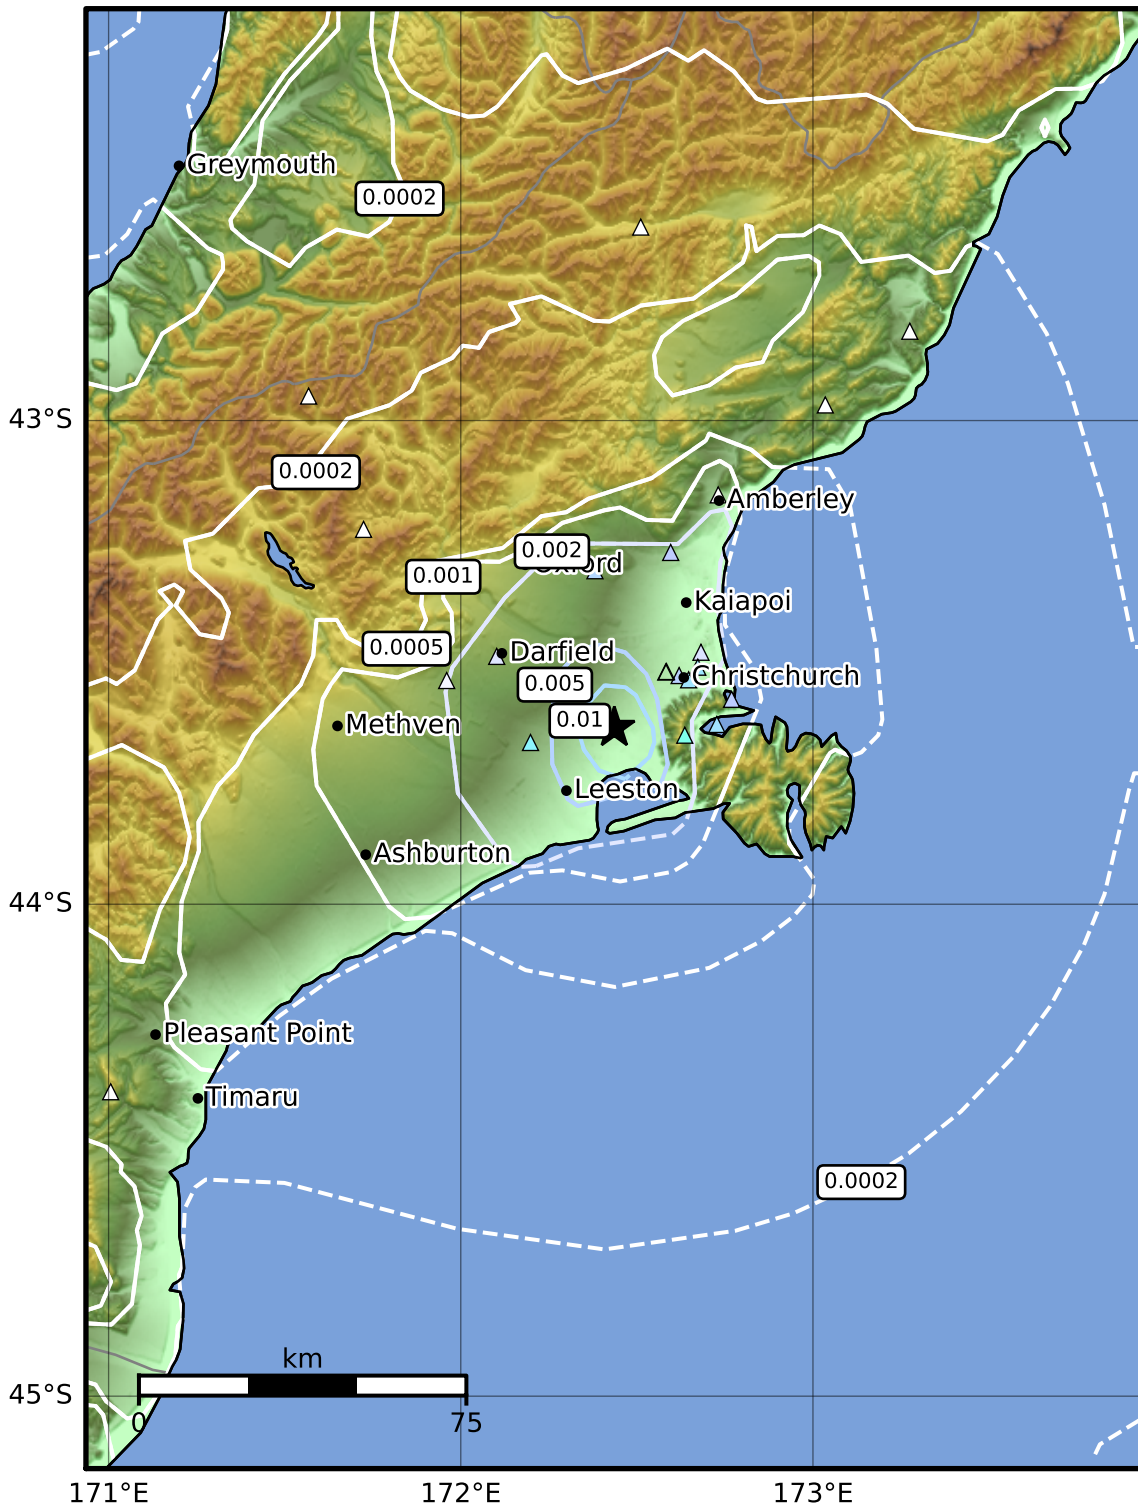 Greymouth
0.0002
43°S
0.0002
Amberley
0.002
Oxford
0.001
Kaiapoi
0.0005
Darfield
Christchurch
0.005
0.01
Methven
Leeston
Ashburton
44°S
Pleasant Point
Timaru
0.0002
km
0 75
45°S
171°E 172°E 173°E